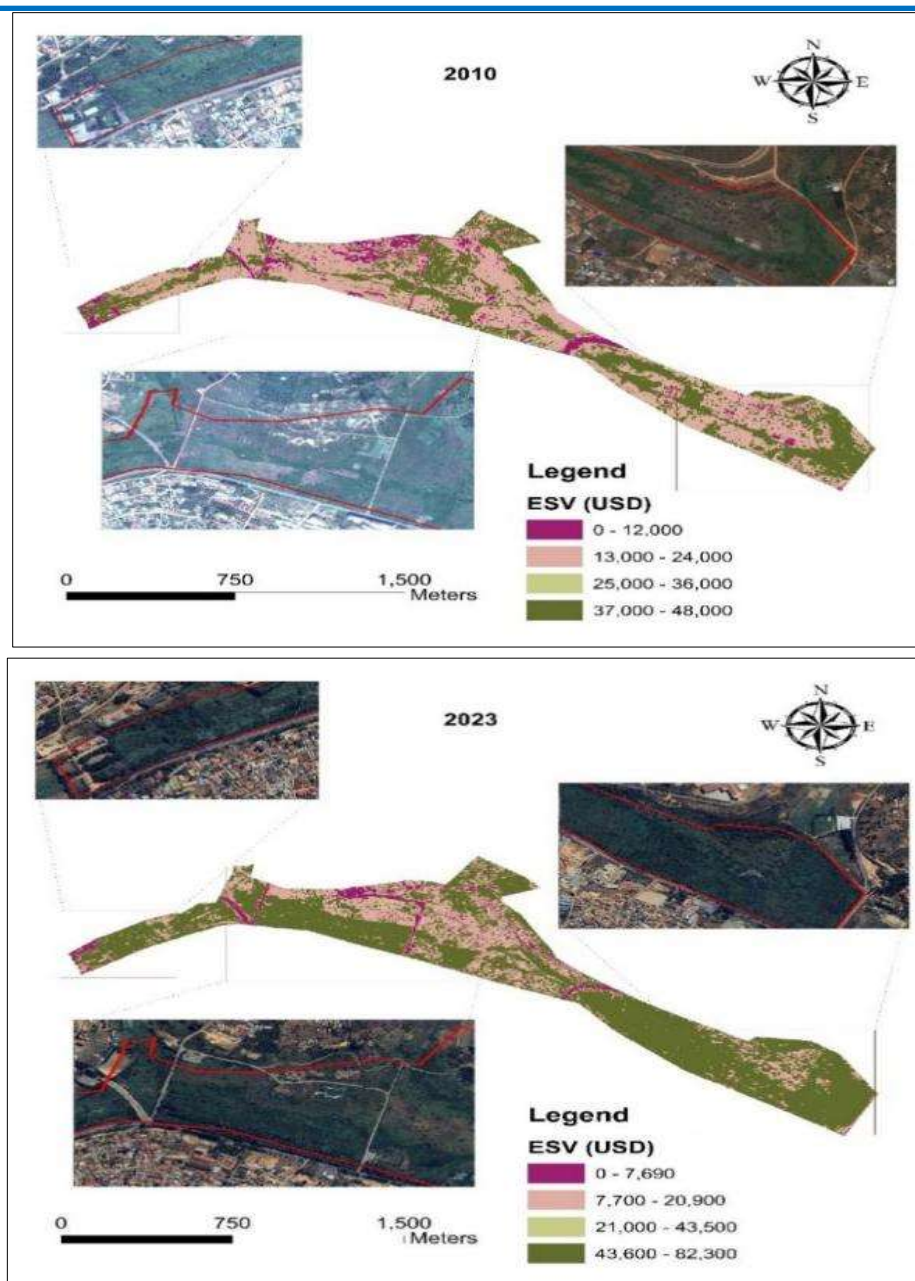 2010
N
W E
S
Legend
ESV (USD)
0 - 12,000
13,000 - 24,000
25,000 - 36,000
37,000 - 48,000
0 750 1,500
Meters
2023
N
W E
S
Legend
ESV (USD)
0 - 7,690
7,700 - 20,900
21,000 - 43,500
43,600 - 82,300
0 750 1,500
Meters